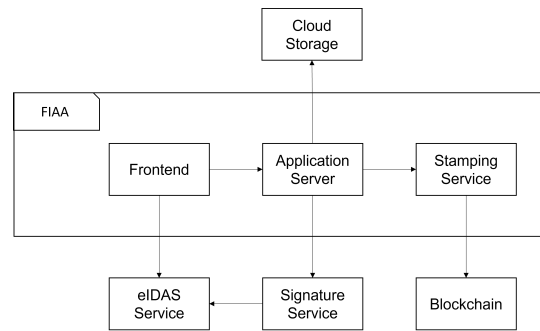 Cloud
Storage
FIAA
Frontend
Application
Server
Stamping
Service
eIDAS
Service
Signature
Service
Blockchain